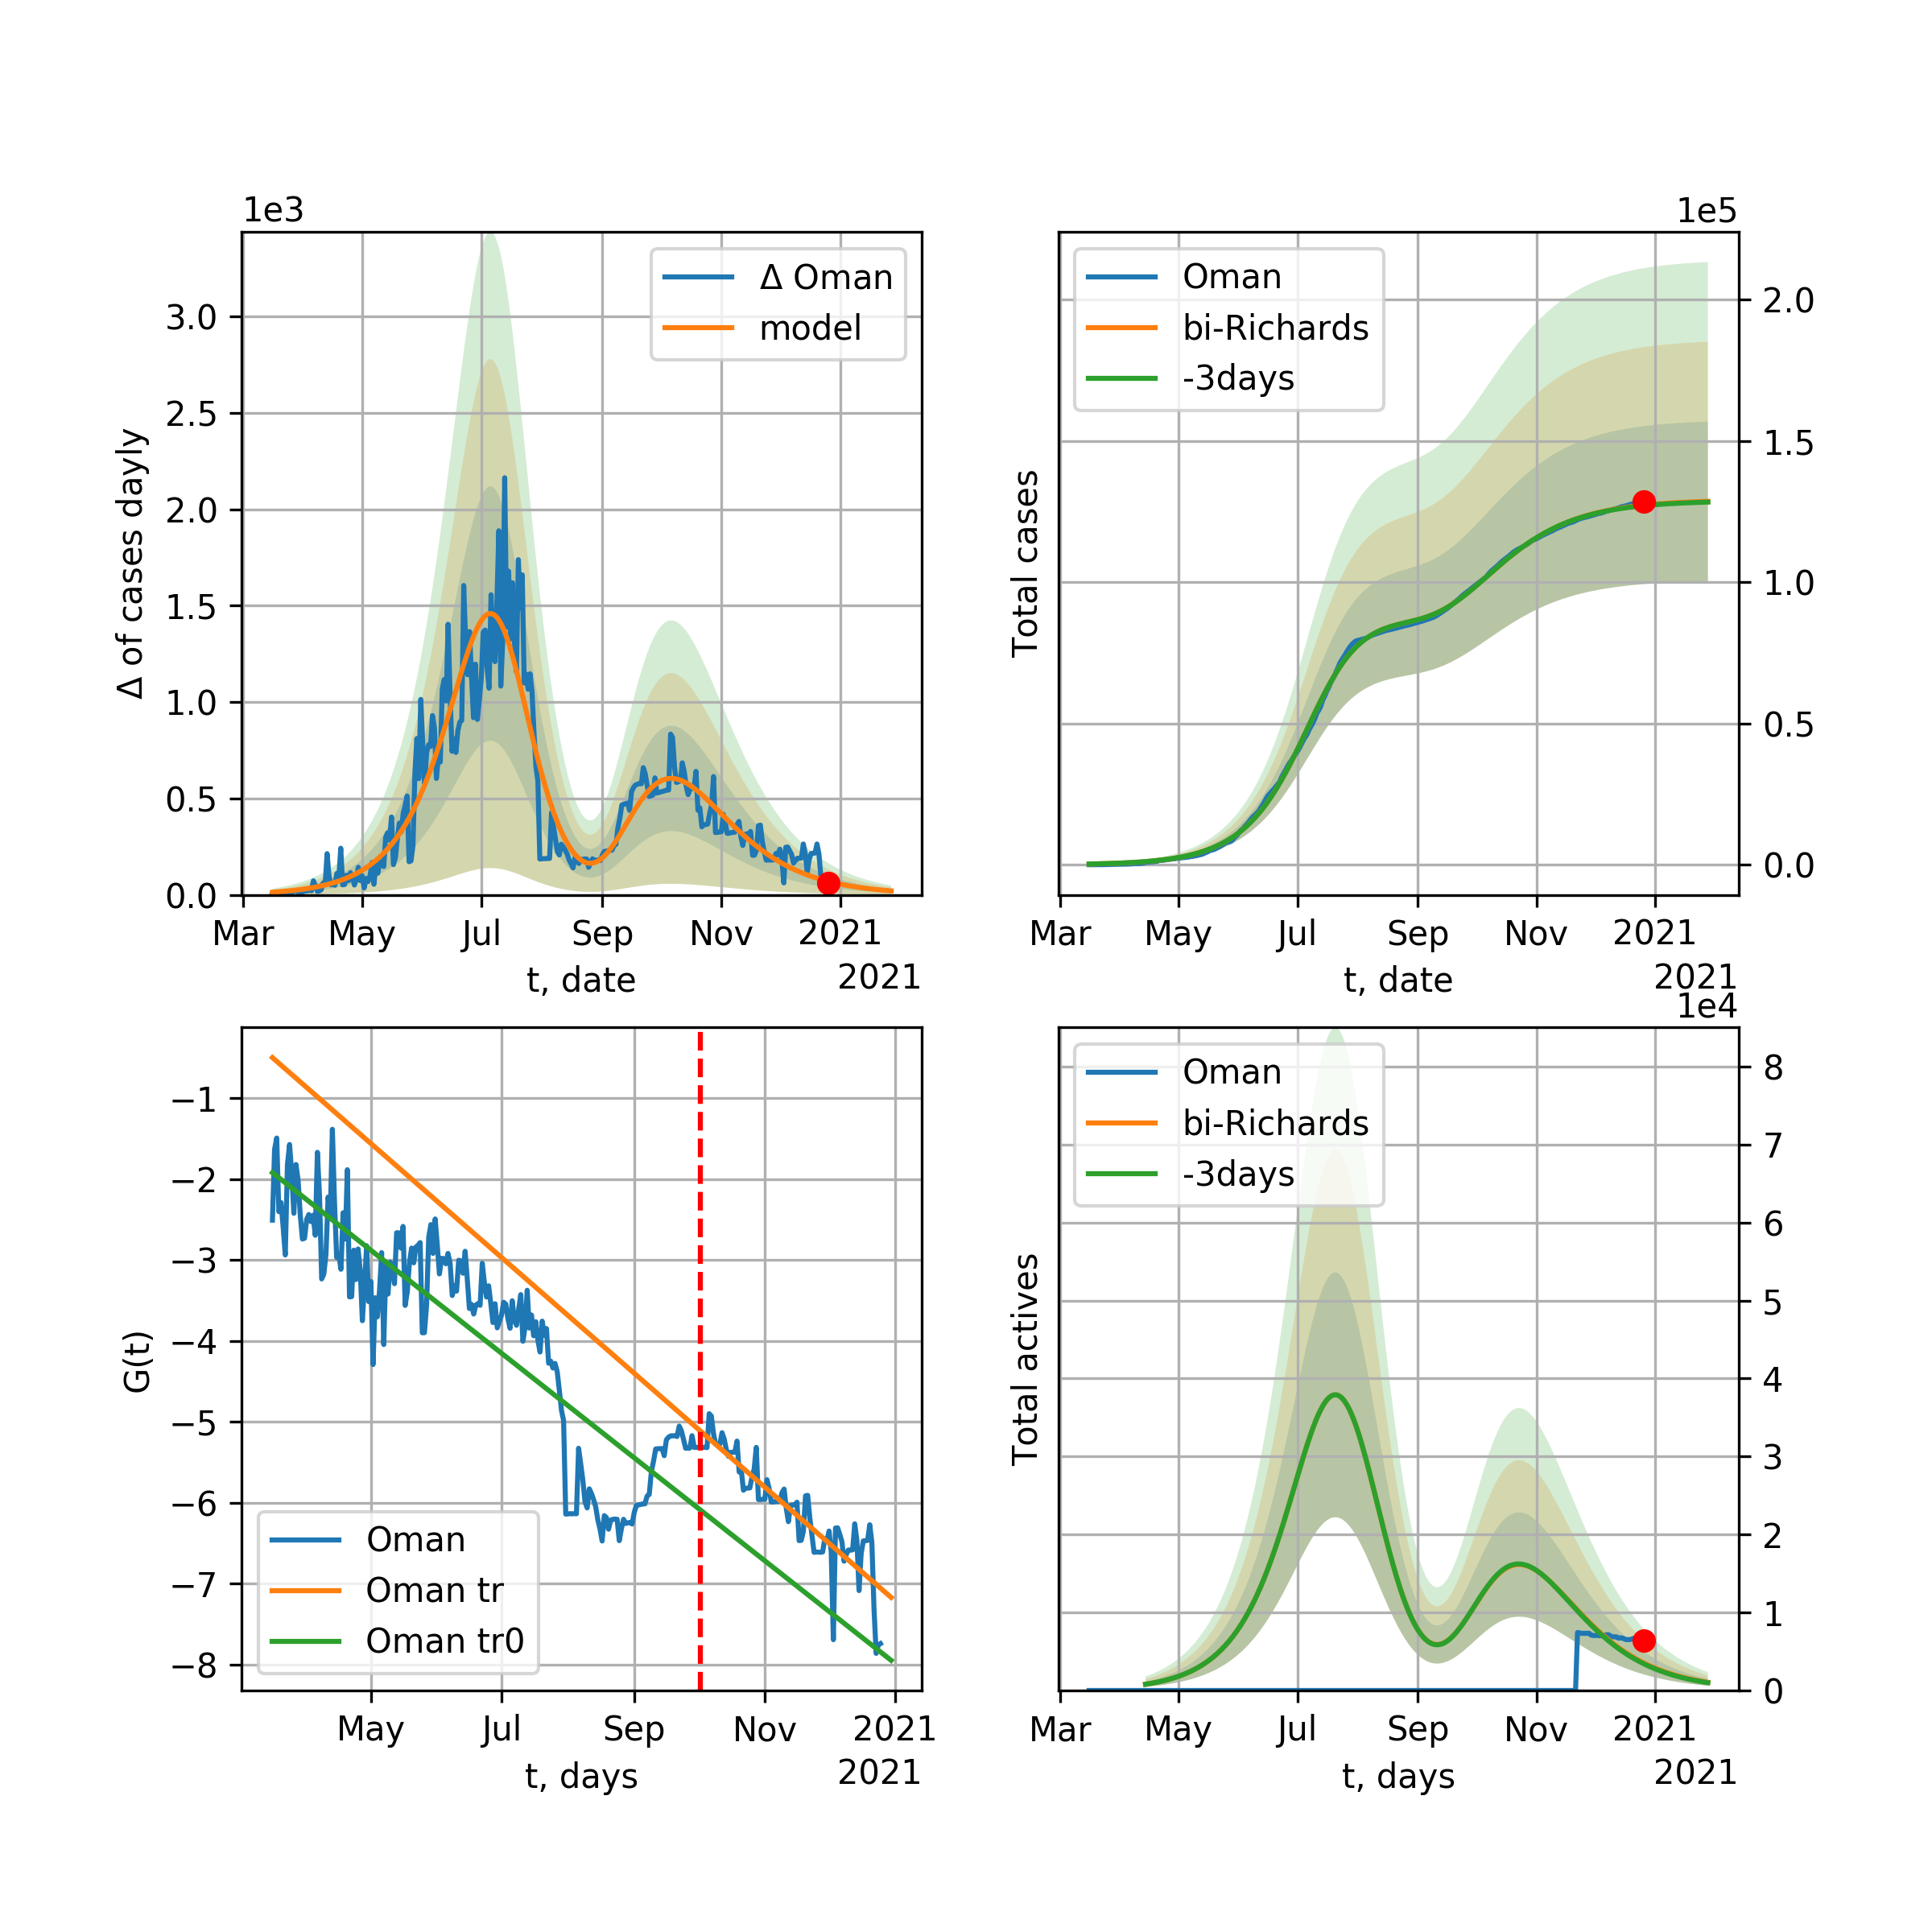 1e3
Δ of cases dayly
3.0
2.5
2.0
1.5
1.0
0.5
0.0
Δ Oman
model
Mar May Jul Sep Nov 2021
t, date
2021
1e5
Total cases
Oman
bi-Richards
-3days
2.0
1.5
1.0
0.5
0.0
Mar May Jul Sep Nov 2021
t, date
2021
G(t)
−1
−2
−3
−4
−5
−6
−7
−8
Oman
Oman tr
Oman tr0
May Jul Sep Nov 2021
t, days
2021
1e4
Total actives
Oman
bi-Richards
-3days
8
7
6
5
4
3
2
1
0
Mar May Jul Sep Nov 2021
t, days
2021